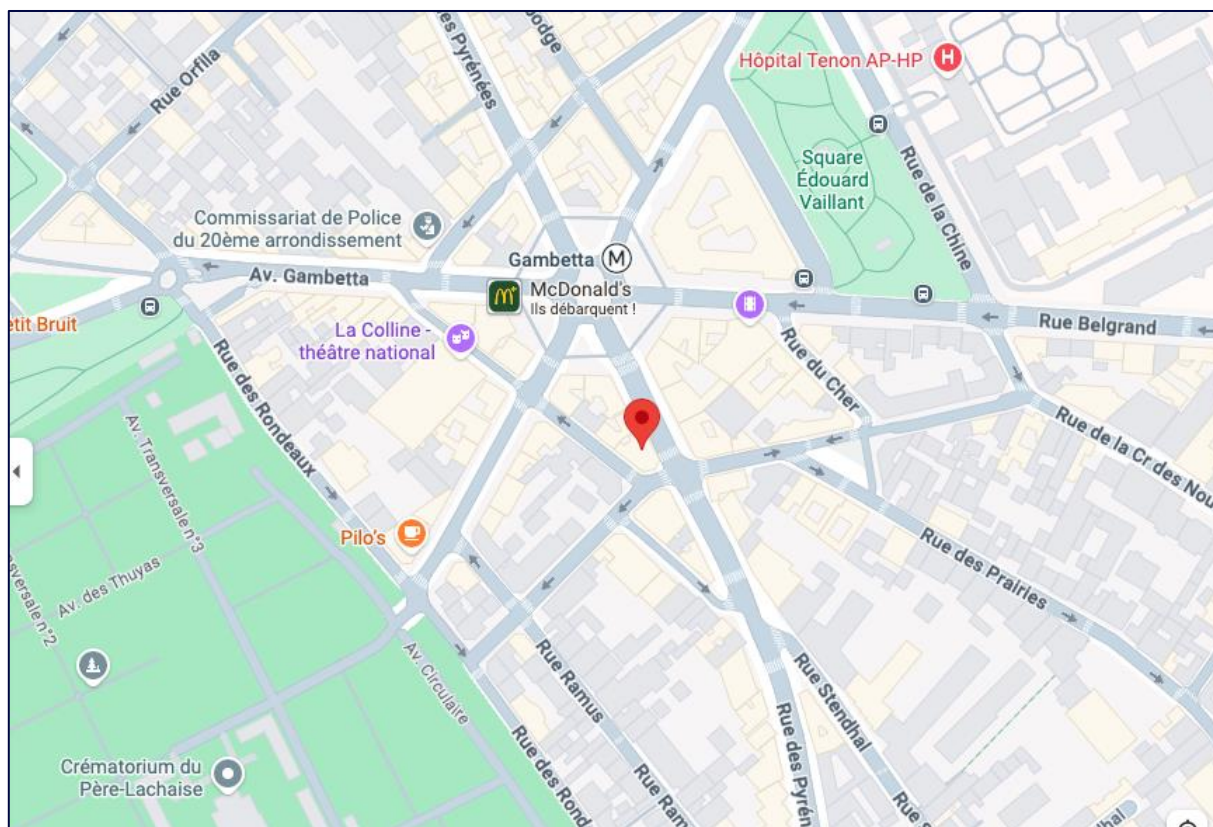 Rue Orfila
des Pyrénées
Hôpital Tenon AP-HP
H
Square
Édouard
Vaillant
Rue de la Chine
Commissariat de Police
du 20ème arrondissement
Gambetta M
Av. Gambetta
McDonald's
Ils débarquent !
Rue Belgrand
etit Bruit
La Colline -
théâtre national
Rue du Cher
Rue des Rondeaux
Av. Transversale n°3
Rue de la Cr des Nou
Pilo's
Rue des Prairies
Av. des Thuyas
nsversale n°2
Av. Circulaire
Rue Ramus
Rue Stendhal
Rue des Pyrén
Rue des Rond
Rue Ram
Rue s
dhal
Crématorium du
Père-Lachaise